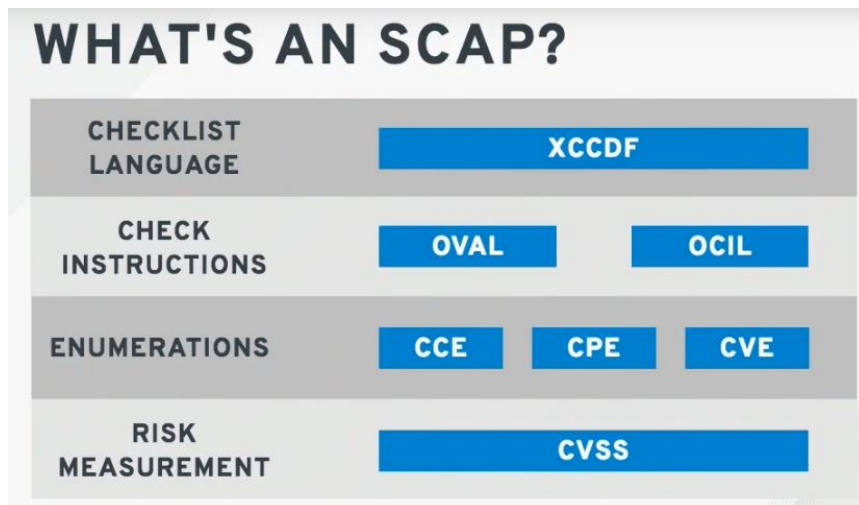 WHAT'S AN SCAP?
CHECKLIST
LANGUAGE
XCCDF
CHECK
INSTRUCTIONS
OVAL
OCIL
ENUMERATIONS
CCE
CPE
CVE
RISK
MEASUREMENT
CVSS